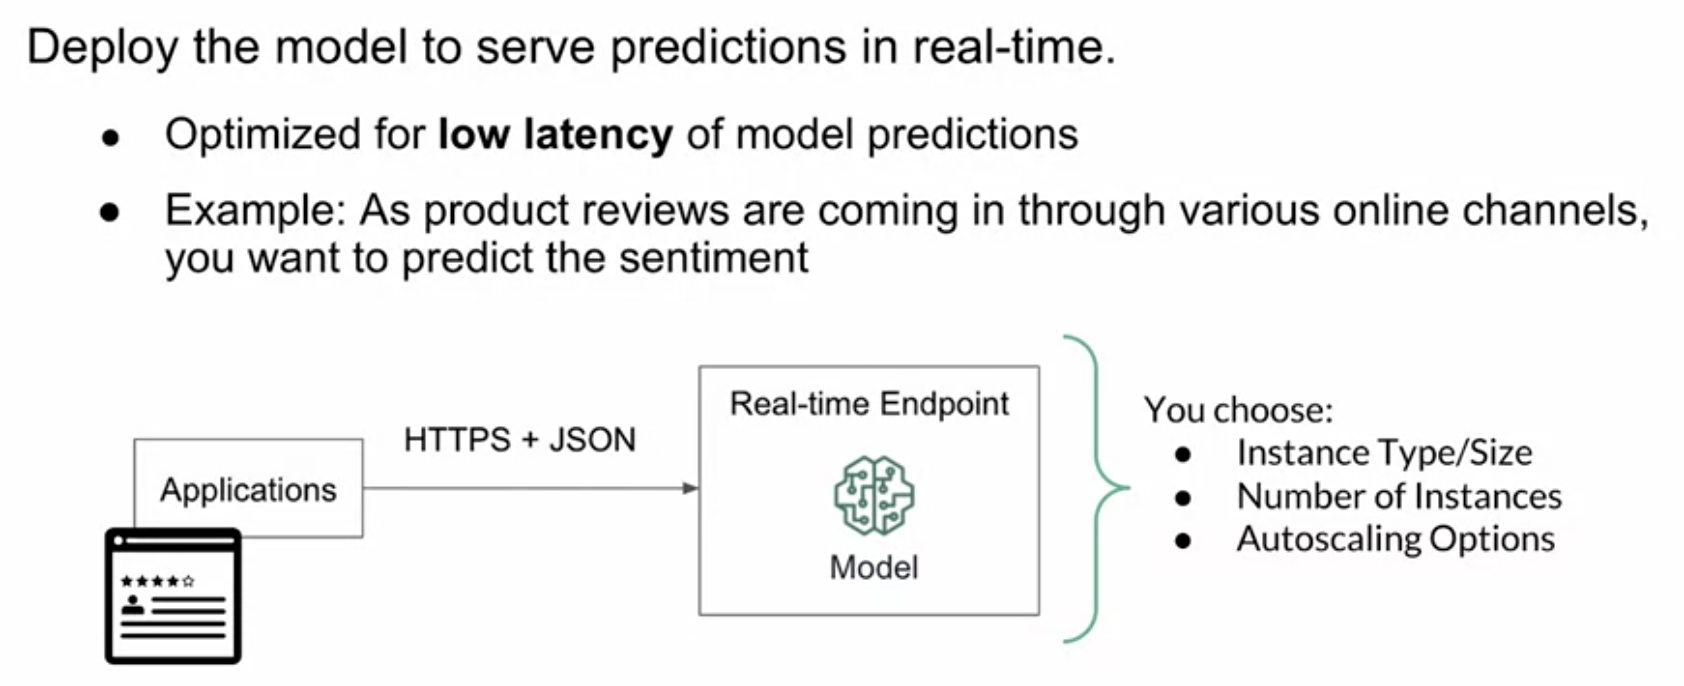 Deploy the model to serve predictions in real-time.
● Optimized for low latency of model predictions
● Example: As product reviews are coming in through various online channels,
you want to predict the sentiment
Applications
HTTPS + JSON
Real-time Endpoint
Model
You choose:
● Instance Type/Size
● Number of Instances
● Autoscaling Options